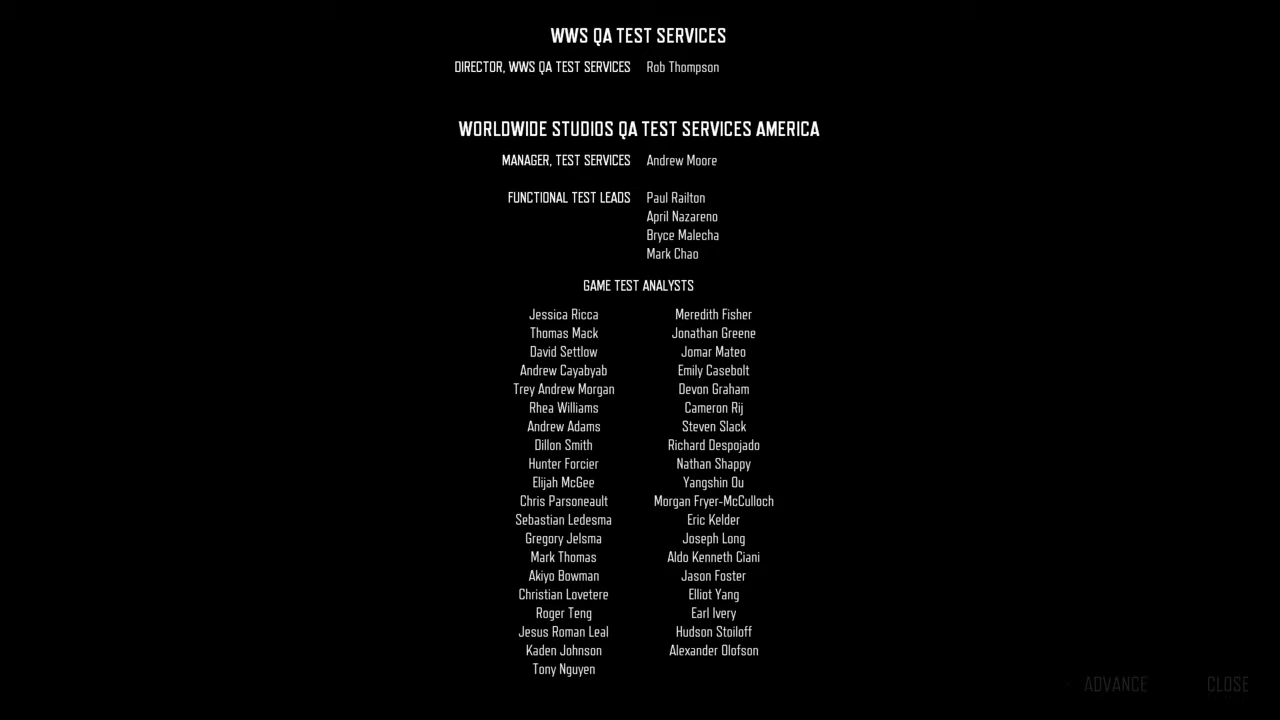 WWS QA TEST SERVICES
DIRECTOR, WWS QA TEST SERVICES Rob Thompson
WORLDWIDE STUDIOS QA TEST SERVICES AMERICA
MANAGER, TEST SERVICES Andrew Moore
FUNCTIONAL TEST LEADS Paul Railton
April Nazareno
Bryce Malecha
Mark Chao
GAME TEST ANALYSTS
Jessica Ricca Meredith Fisher
Thomas Mack Jonathan Greene
David Settlow Jomar Mateo
Andrew Cayabyab Emily Casebolt
Trey Andrew Morgan Devon Graham
Rhea Williams Cameron Rij
Andrew Adams Steven Slack
Dillon Smith Richard Despojado
Hunter Forcier Nathan Shappy
Elijah McGee Yangshin Ou
Chris Parsoneault Morgan Fryer-McCulloch
Sebastian Ledesma Eric Kelder
Gregory Jelsma Joseph Long
Mark Thomas Aldo Kenneth Ciani
Akiyo Bowman Jason Foster
Christian Lovetere Elliot Yang
Roger Teng Earl Ivery
Jesus Roman Leal Hudson Stoiloff
Kaden Johnson Alexander Olofson
Tony Nguyen
ADVANCE CLOSE